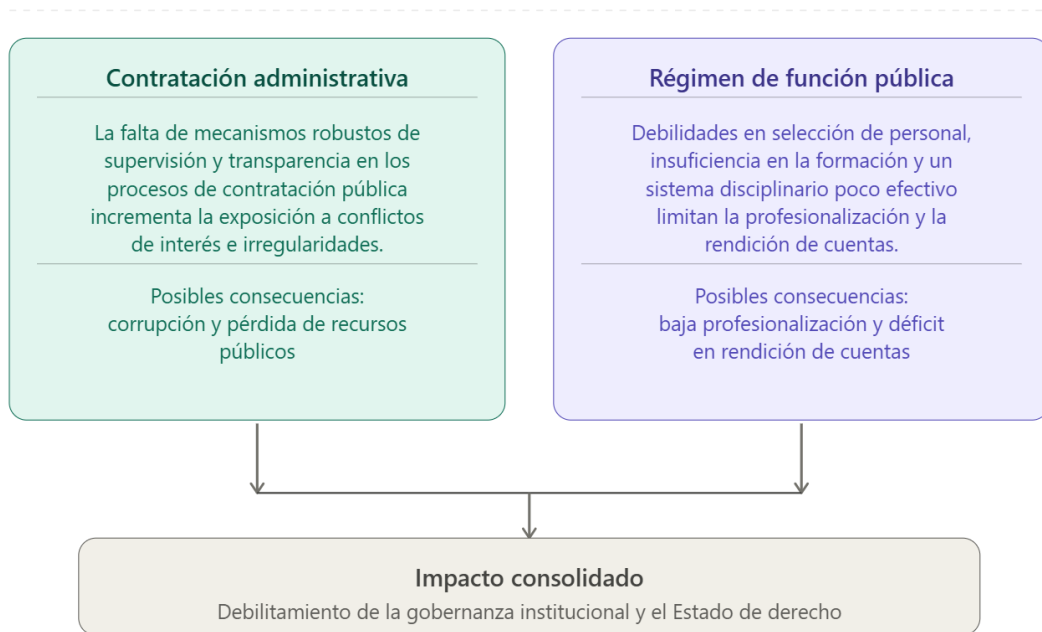 Contratación administrativa
La falta de mecanismos robustos de
supervisión y transparencia en los
procesos de contratación pública
incrementa la exposición a conflictos
de interés e irregularidades.
Posibles consecuencias:
corrupción y pérdida de recursos
públicos
Régimen de función pública
Debilidades en selección de personal,
insuficiencia en la formación y un
sistema disciplinario poco efectivo
limitan la profesionalización y la
rendición de cuentas.
Posibles consecuencias:
baja profesionalización y déficit
en rendición de cuentas
Impacto consolidado
Debilitamiento de la gobernanza institucional y el Estado de derecho